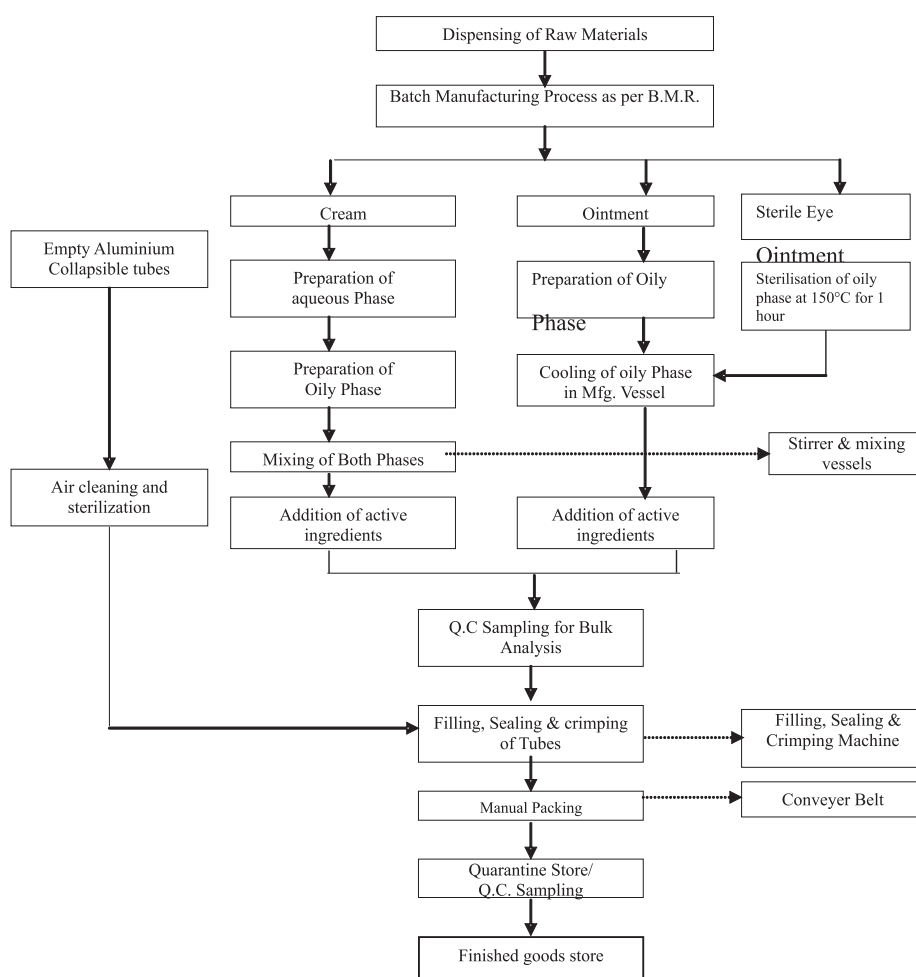 Dispensing of Raw Materials
Batch Manufacturing Process as per B.M.R.
Cream
Ointment
Sterile Eye
Ointment
Empty Aluminium
Collapsible tubes
Preparation of
aqueous Phase
Preparation of Oily
Phase
Sterilisation of oily
phase at 150°C for 1
hour
Preparation of
Oily Phase
Cooling of oily Phase
in Mfg. Vessel
Mixing of Both Phases
Stirrer & mixing
vessels
Air cleaning and
sterilization
Addition of active
ingredients
Addition of active
ingredients
Q.C Sampling for Bulk
Analysis
Filling, Sealing & crimping
of Tubes
Filling, Sealing &
Crimping Machine
Manual Packing
Conveyer Belt
Quarantine Store/
Q.C. Sampling
Finished goods store